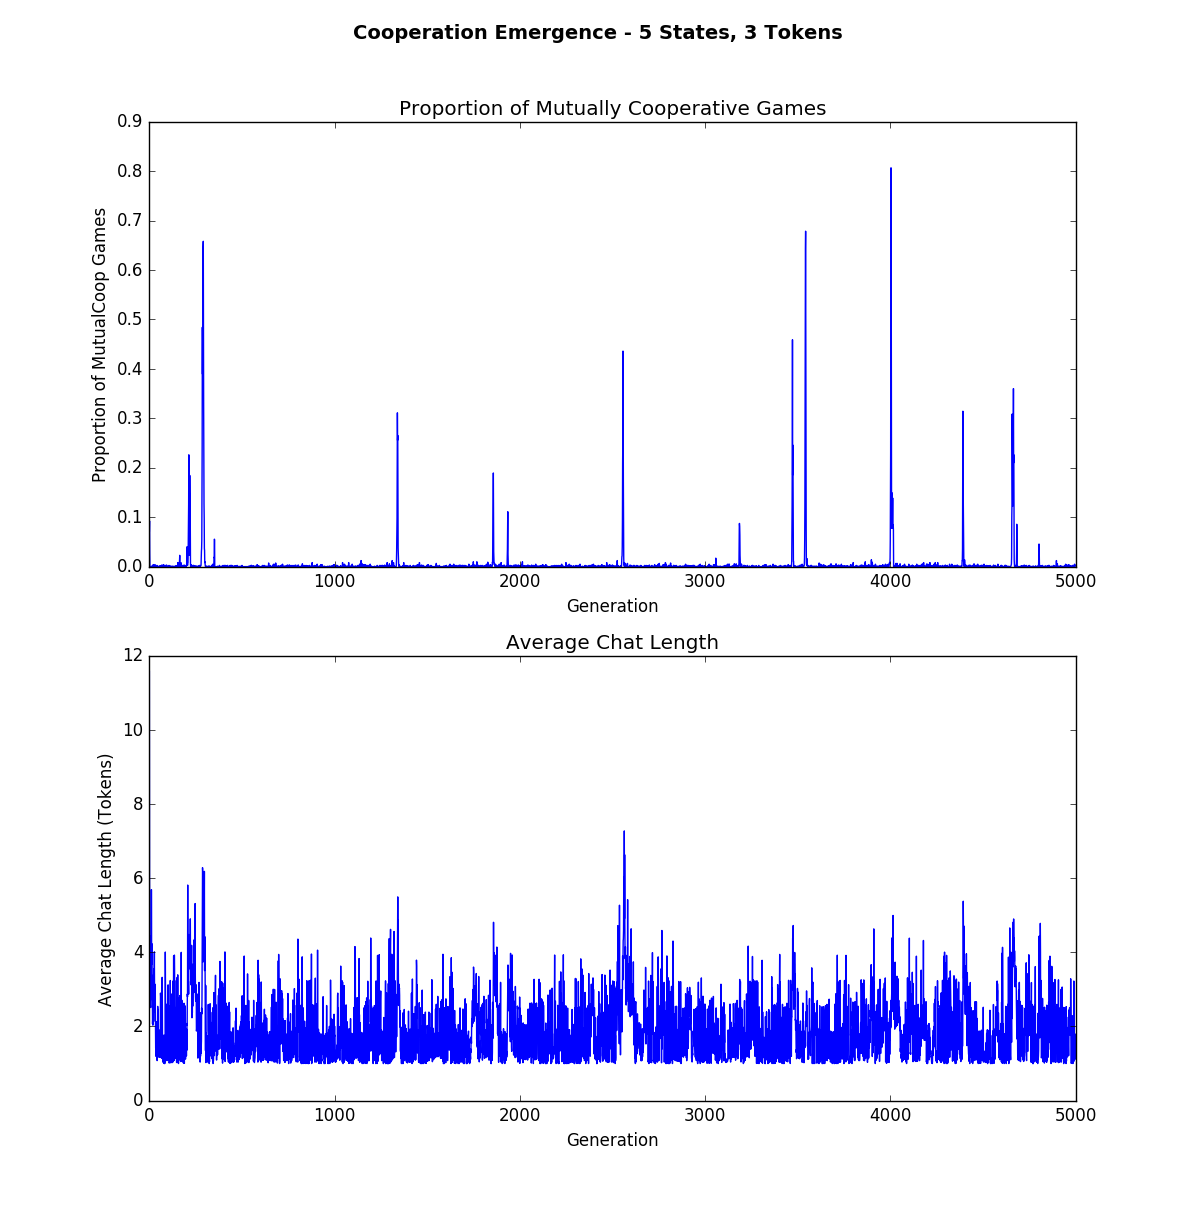 Cooperation Emergence - 5 States, 3 Tokens
Proportion of Mutually Cooperative Games
0.9
0.8
0.7
0.6
0.5
0.4
0.3
0.2
0.1
0.0
Proportion of MutualCoop Games
0 1000 2000 3000 4000 5000
Generation
Average Chat Length
12
10
8
6
4
2
0
Average Chat Length (Tokens)
0 1000 2000 3000 4000 5000
Generation